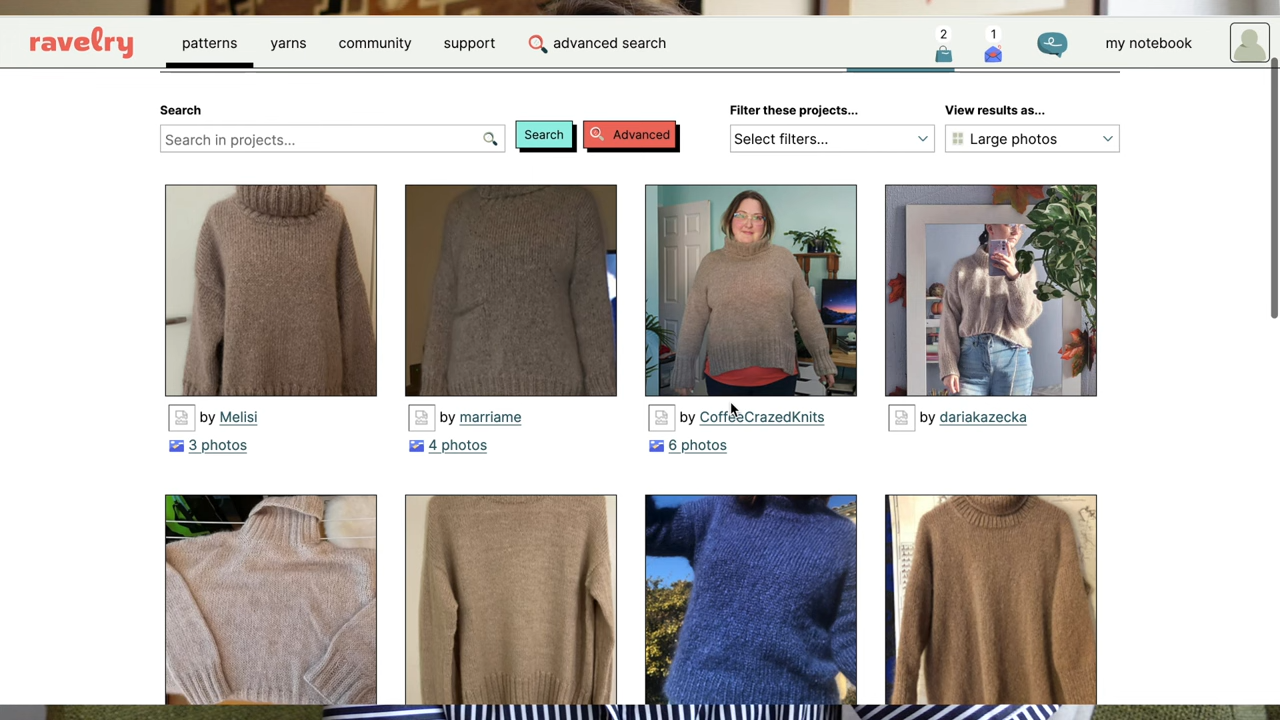 ravelry
patterns
yarns
community
support
advanced search
2
1
my notebook
Search
Search in projects...
Search
Advanced
Filter these projects...
Select filters...
View results as...
Large photos
by Melisi
3 photos
by marriame
4 photos
by CoffeeCrazedKnits
6 photos
by dariakazecka